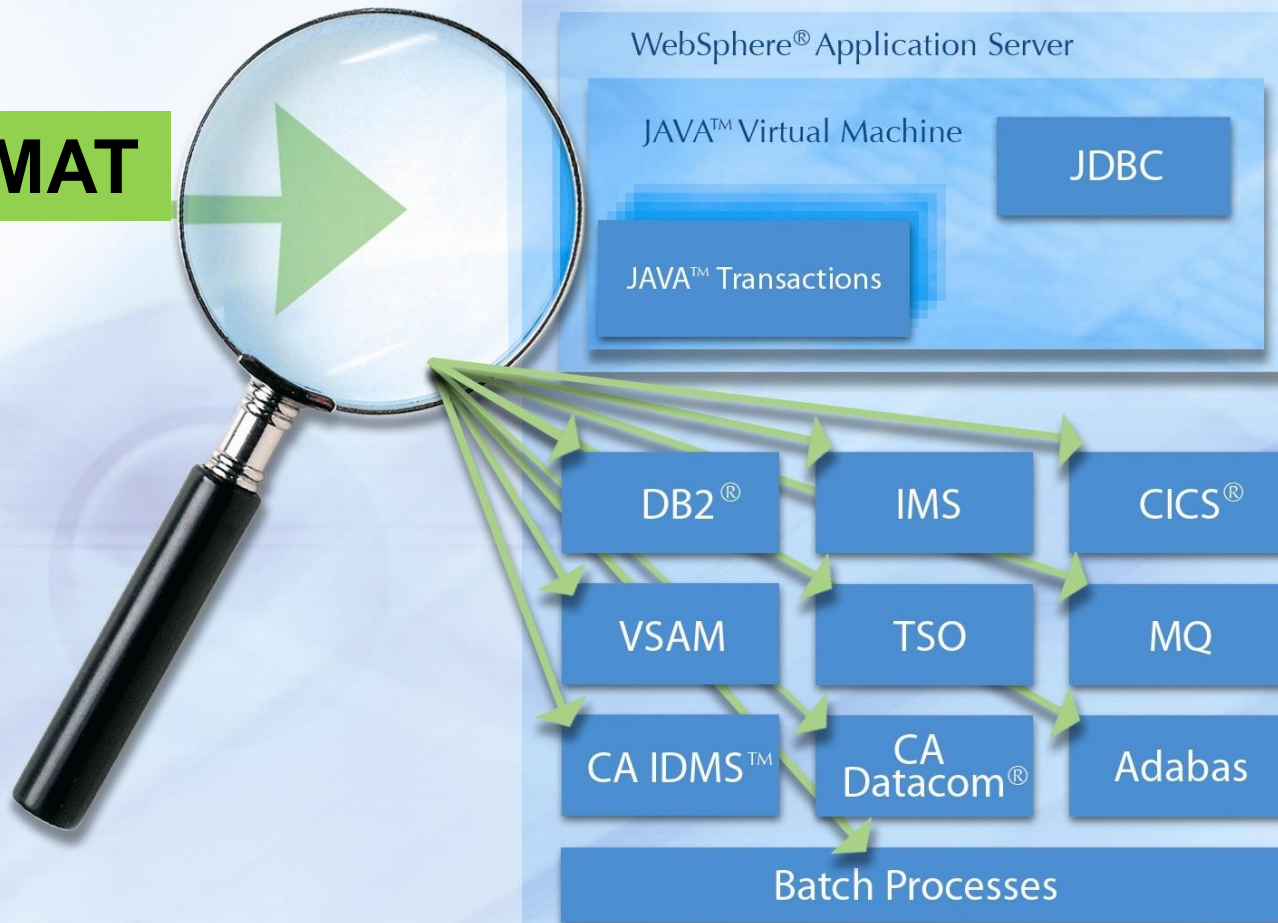 MAT
WebSphere® Application Server
JAVA™ Virtual Machine
JDBC
JAVA™ Transactions
DB2®
IMS
CICS®
VSAM
TSO
MQ
CA IDMS™
CA
Datacom®
Adabas
Batch Processes